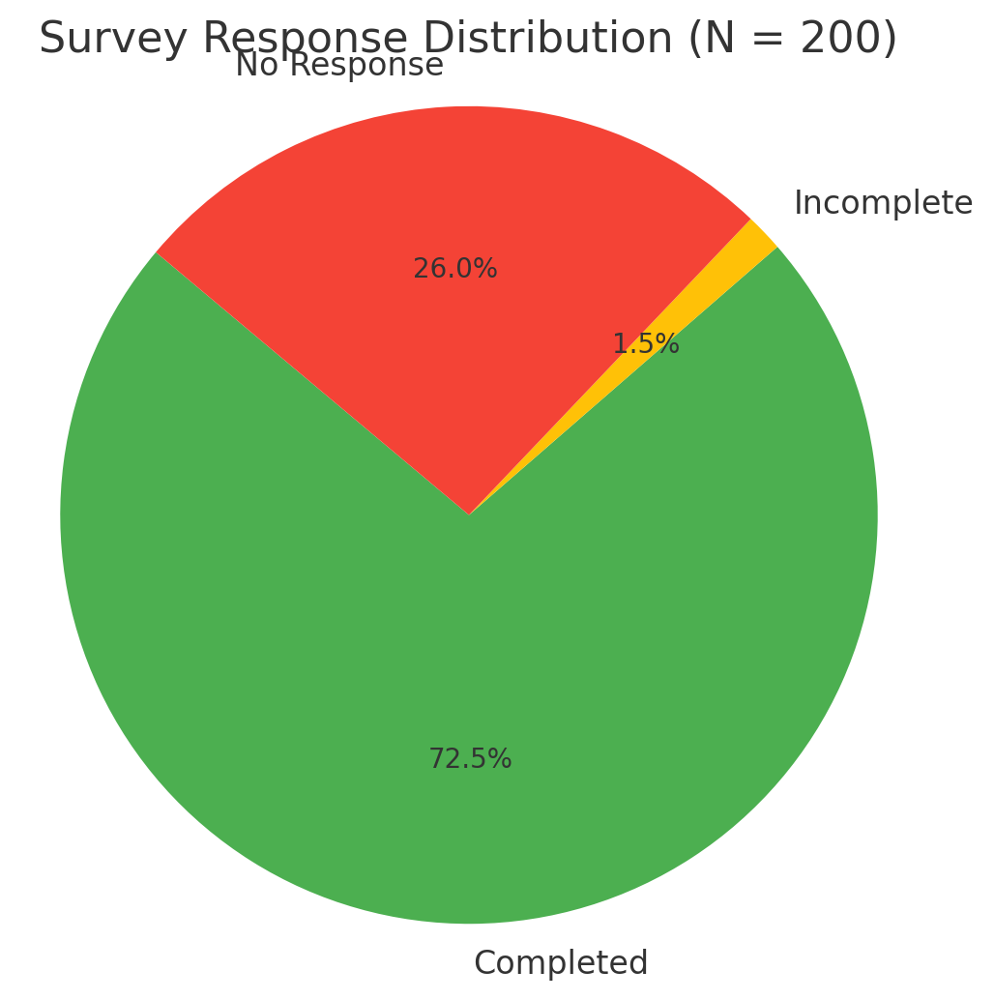 Survey Response Distribution (N = 200)
No Response
Incomplete
26.0%
1.5%
72.5%
Completed